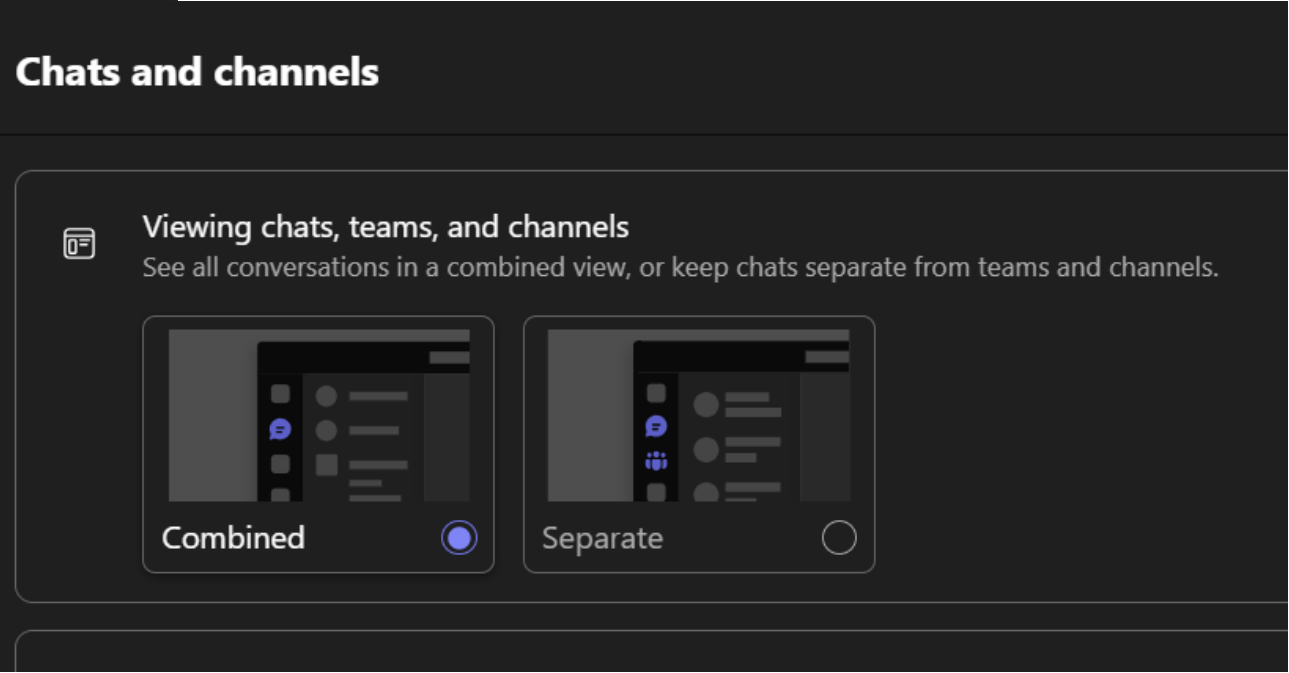 Chats and channels
Viewing chats, teams, and channels
See all conversations in a combined view, or keep chats separate from teams and channels.
Combined
Separate